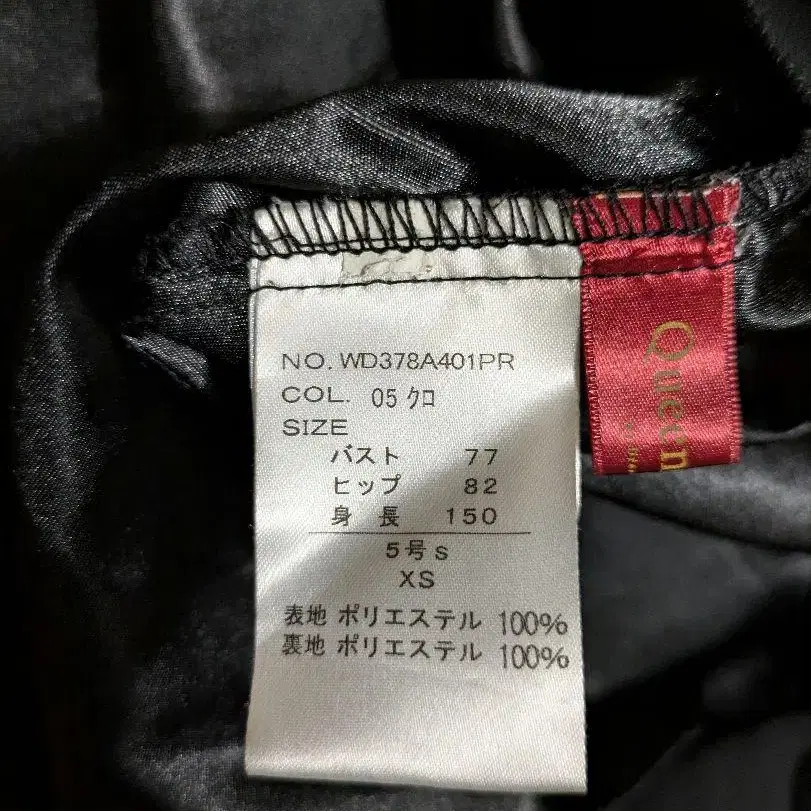 NO. WD378A401PR
COL. 05 クロ
SIZE
バスト 77
ヒップ 82
身長 150
5号s
XS
表地 ポリエステル 100%
裏地 ポリエステル 100%
Queen